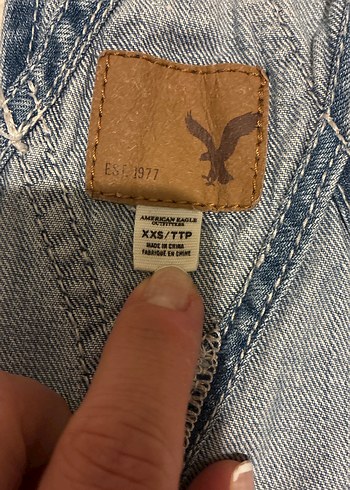 EST. 1977
AMERICAN EAGLE
OUTFITTERS
XXS/TTP
MADE IN CHINA
FABRIQUÉ EN CHINE